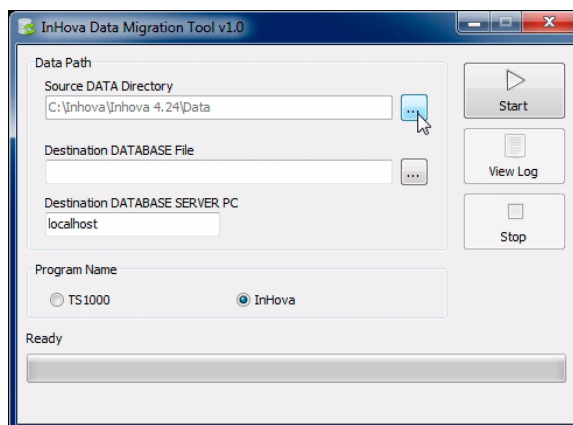 InHova Data Migration Tool v1.0
Data Path
Source DATA Directory
C:\Inhova\Inhova 4.24\Data
...
Destination DATABASE File
...
Destination DATABASE SERVER PC
localhost
Start
View Log
Stop
Program Name
TS1000
InHova
Ready